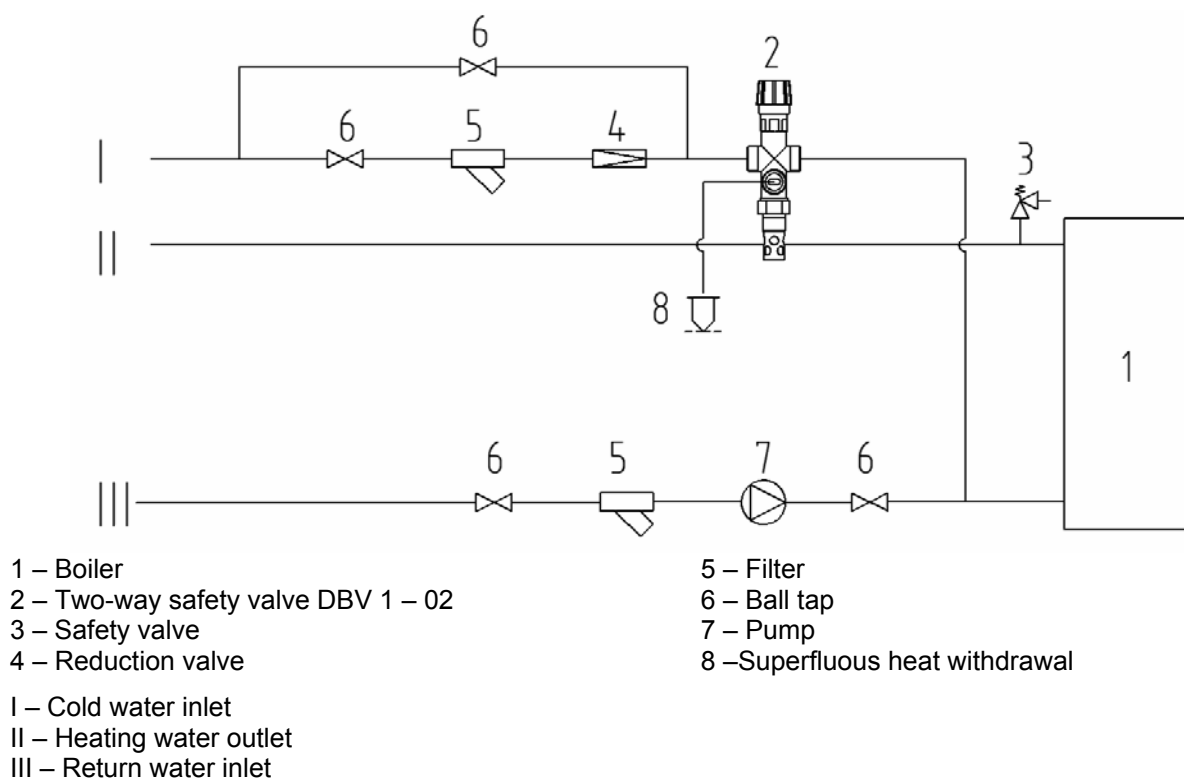 6
2
6
5
4
I
3
II
8
1
6
5
7
6
III
1 – Boiler
2 – Two-way safety valve DBV 1 – 02
3 – Safety valve
4 – Reduction valve
5 – Filter
6 – Ball tap
7 – Pump
8 –Superfluous heat withdrawal
I – Cold water inlet
II – Heating water outlet
III – Return water inlet